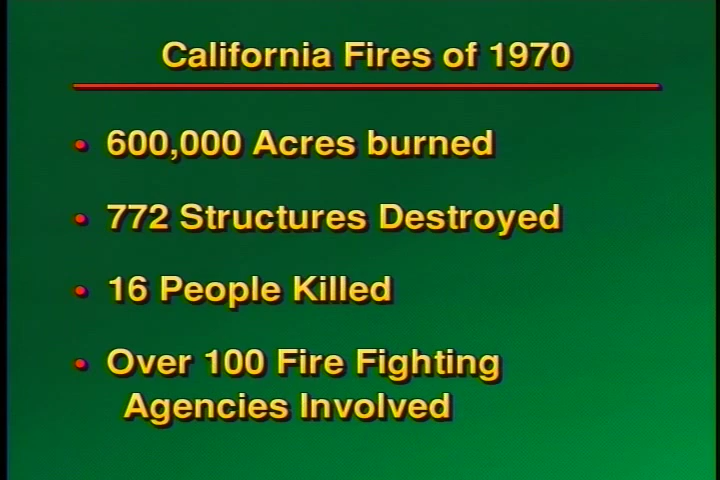 California Fires of 1970
• 600,000 Acres burned
• 772 Structures Destroyed
• 16 People Killed
• Over 100 Fire Fighting
Agencies Involved